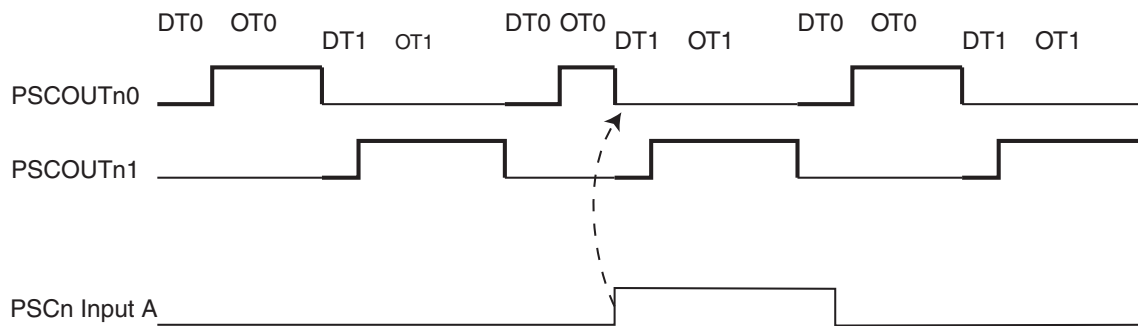 DT0 OT0 DT0 OT0 DT0 OT0
DT1 OT1 DT1 OT1 DT1 OT1
PSCOUTn0
PSCOUTn1
PSCn Input A